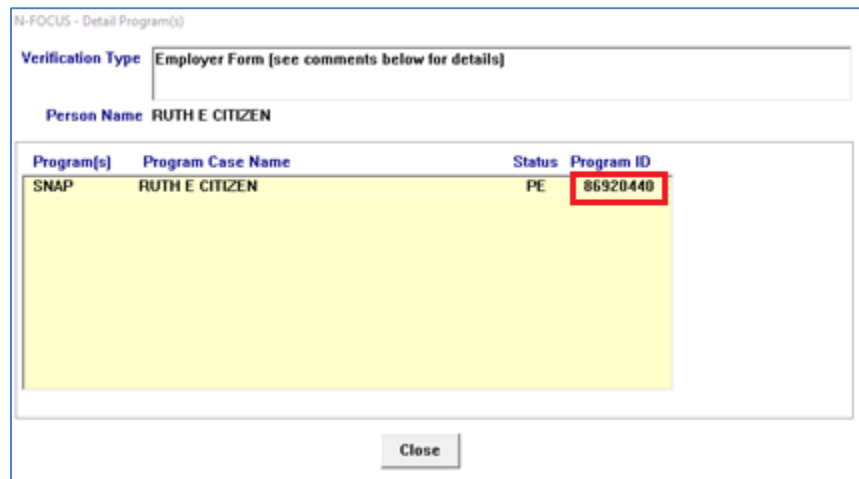 N-FOCUS - Detail Program(s)
Verification Type Employer Form (see comments below for details)
Person Name RUTH E CITIZEN
Program(s) Program Case Name Status Program ID
SNAP RUTH E CITIZEN PE 86920440
Close